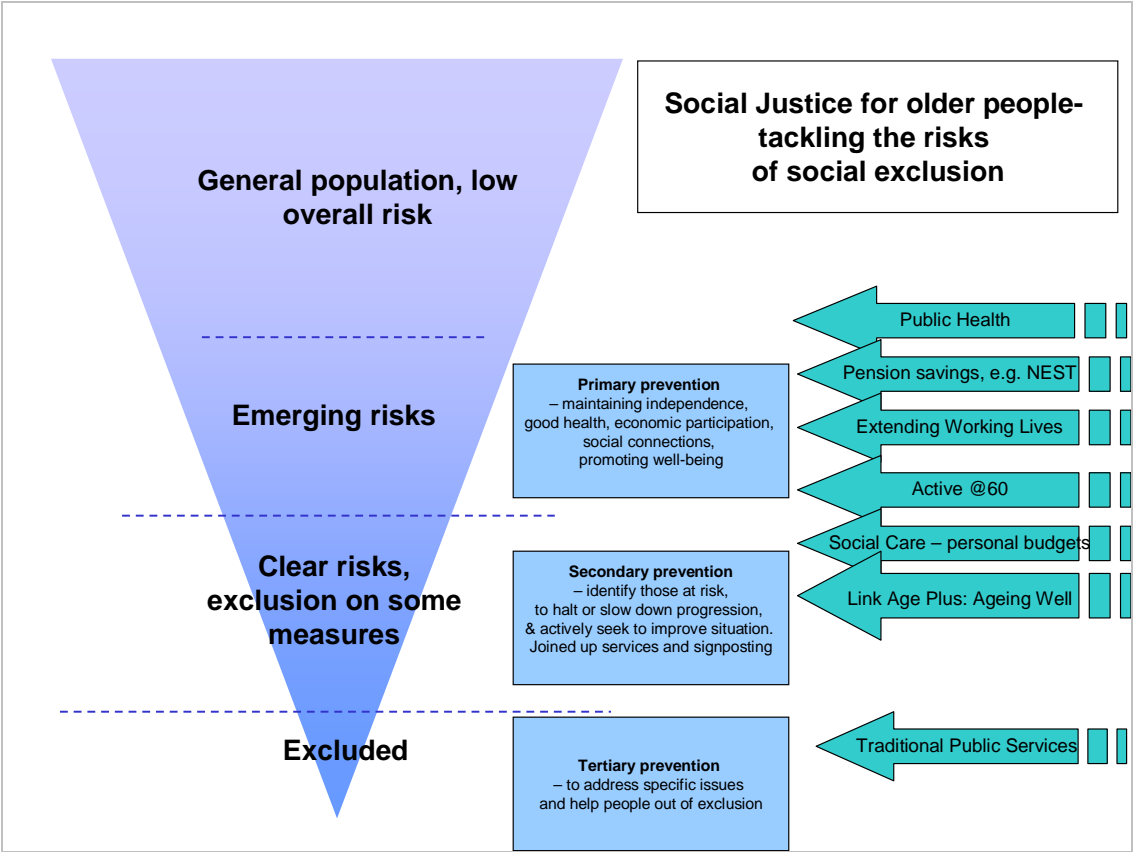 Social Justice for older people-
tackling the risks
of social exclusion
General population, low
overall risk
Emerging risks
Clear risks,
exclusion on some
measures
Excluded
Primary prevention
– maintaining independence,
good health, economic participation,
social connections,
promoting well-being
Secondary prevention
– identify those at risk,
to halt or slow down progression,
& actively seek to improve situation.
Joined up services and signposting
Tertiary prevention
– to address specific issues
and help people out of exclusion
Public Health
Pension savings, e.g. NEST
Extending Working Lives
Active @60
Social Care – personal budgets
Link Age Plus: Ageing Well
Traditional Public Services